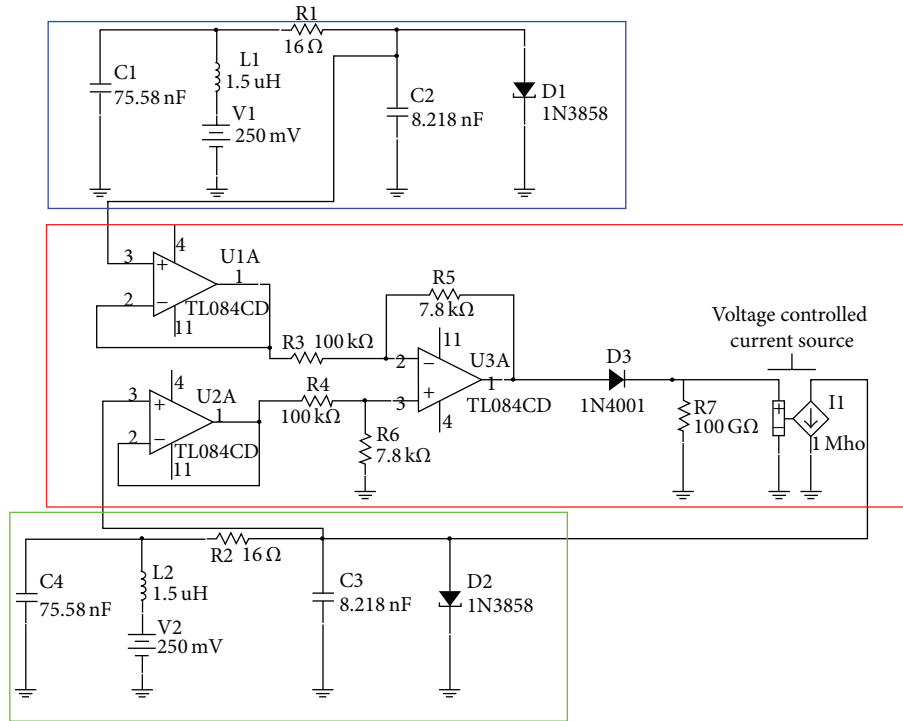 R1
16 Ω
C1
75.58 nF
L1
1.5 uH
V1
250 mV
C2
8.218 nF
D1
1N3858
4
3
+
U1A
1
2
−
TL084CD
11
R3 100 kΩ
R5
7.8 kΩ
2
−
11
U3A
3
+
1
TL084CD
4
4
3
+
U2A
1
2
−
TL084CD
11
R4
100 kΩ
R6
7.8 kΩ
D3
1N4001
R7
100 GΩ
Voltage controlled
current source
+
−
I1
1 Mho
R2 16 Ω
C4
75.58 nF
L2
1.5 uH
V2
250 mV
C3
8.218 nF
D2
1N3858